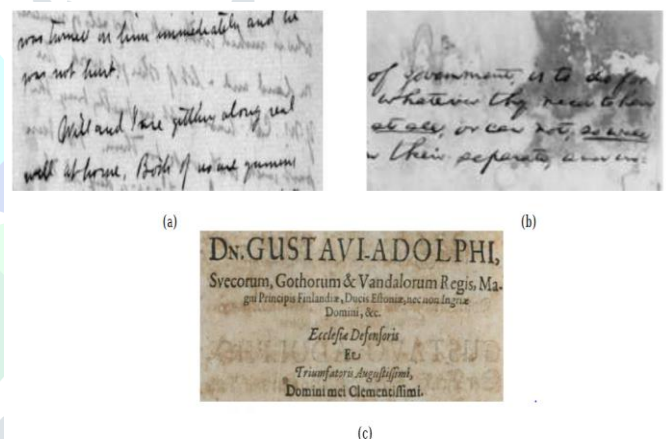 was turned on him immediately and he
was not hurt.
Will and I are gitting along real
well at home. Both of us are
(a)
of government, is to do for
whatever they need to have
at all, or can not, so well
their separate, and
(b)
DN. GUSTAVI-ADOLPHI,
Svecorum, Gothorum & Vandalorum Regis, Ma-
gni Principis Finlandiæ, Ducis Estoniæ, nec non Ingriæ
Domini, &c.
Ecclesiæ Defensoris
Et
Triumfatoris Augustissimi,
Domini mei Clementissimi.
(c)